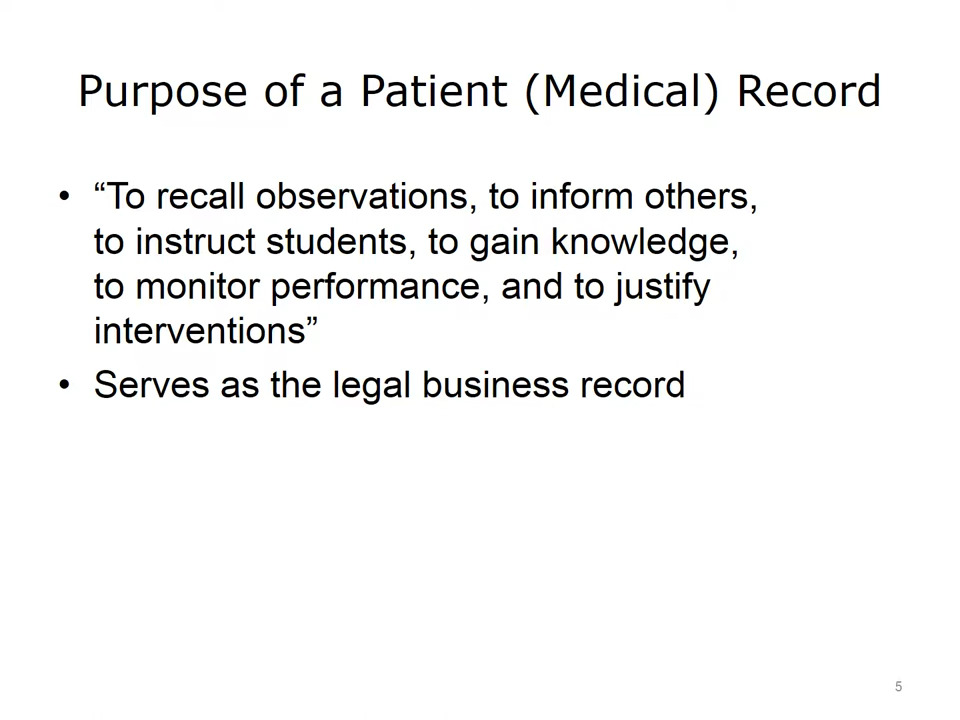 Purpose of a Patient (Medical) Record
• “To recall observations, to inform others,
to instruct students, to gain knowledge,
to monitor performance, and to justify
interventions”
• Serves as the legal business record
5